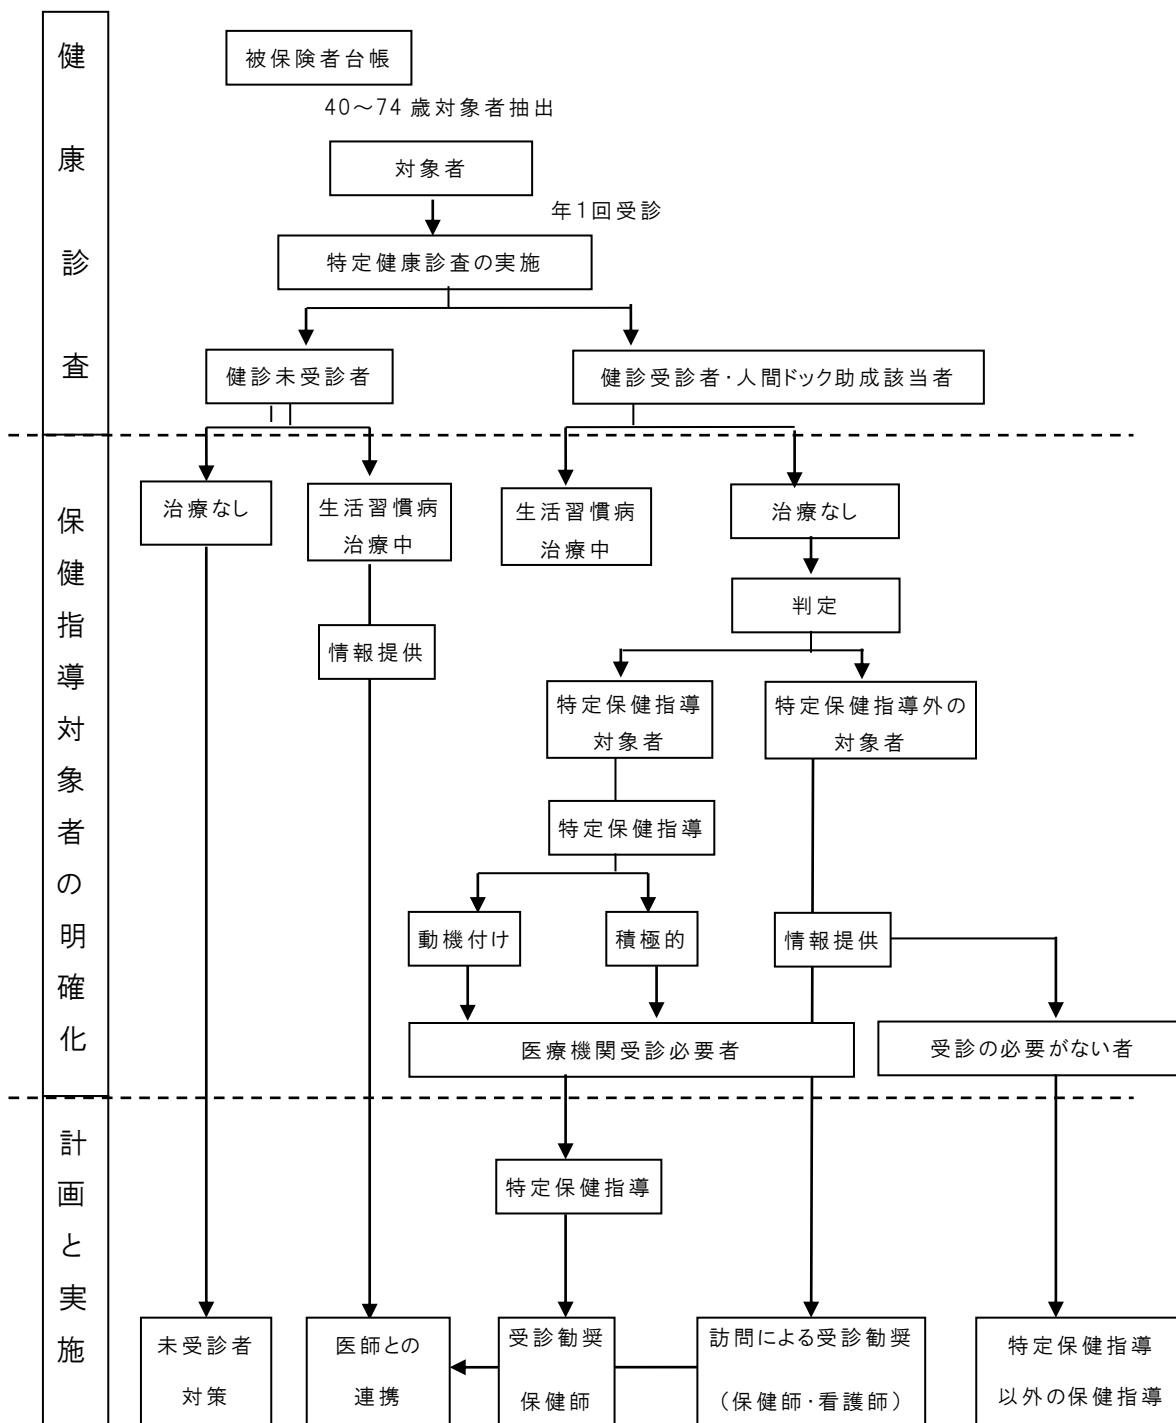 健康診査
被保険者台帳
40～74歳対象者抽出
対象者
年1回受診
特定健康診査の実施
健診未受診者
健診受診者・人間ドック助成該当者
保健指導対象者の明確化
治療なし
生活習慣病
治療中
生活習慣病
治療中
治療なし
判定
情報提供
特定保健指導
対象者
特定保健指導外の
対象者
特定保健指導
動機付け
積極的
情報提供
医療機関受診必要者
受診の必要がない者
計画と実施
特定保健指導
未受診者
対策
医師との
連携
受診勧奨
保健師
訪問による受診勧奨
（保健師・看護師）
特定保健指導
以外の保健指導